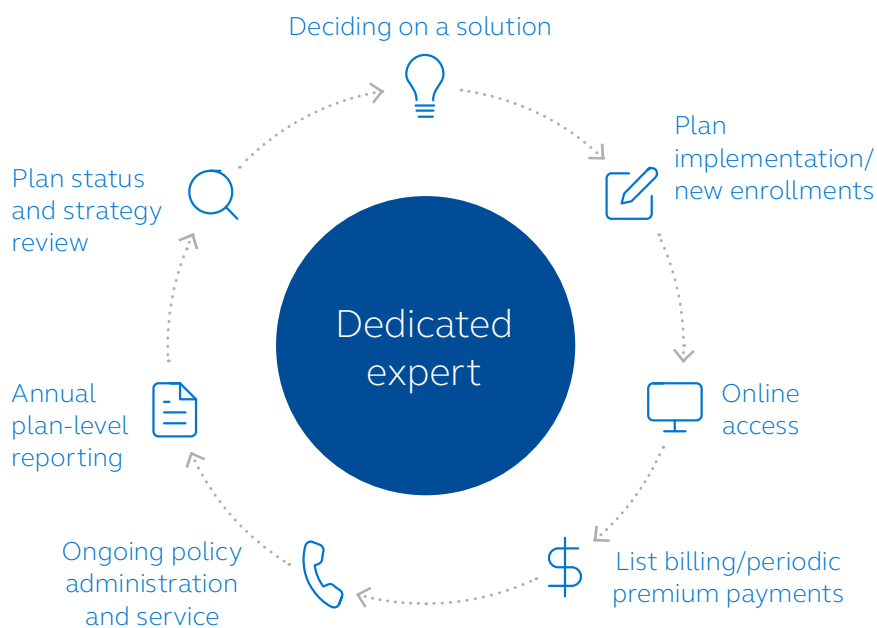 Deciding on a solution
Plan
implementation/
new enrollments
Online
access
List billing/periodic
premium payments
Ongoing policy
administration
and service
Annual
plan-level
reporting
Plan status
and strategy
review
Dedicated
expert